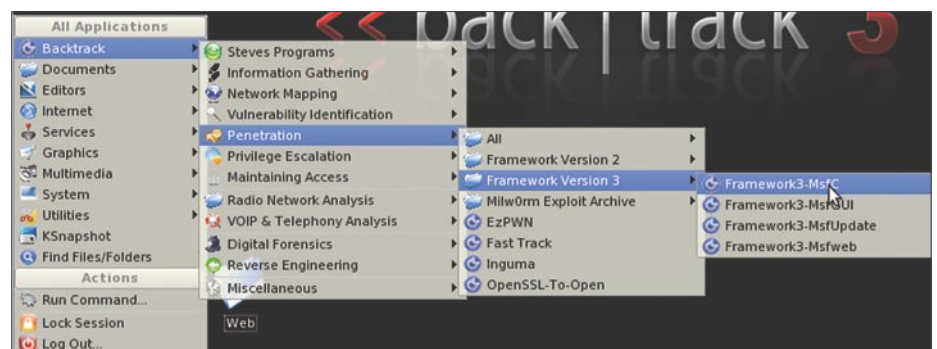 << back | track 3
All Applications
Backtrack
Documents
Editors
Internet
Services
Graphics
Multimedia
System
Utilities
KSnapshot
Find Files/Folders
Actions
Run Command...
Lock Session
Log Out...
Steves Programs
Information Gathering
Network Mapping
Vulnerability Identification
Penetration
Privilege Escalation
Maintaining Access
Radio Network Analysis
VOIP & Telephony Analysis
Digital Forensics
Reverse Engineering
Miscellaneous
All
Framework Version 2
Framework Version 3
Milw0rm Exploit Archive
EzPWN
Fast Track
Inguma
OpenSSL-To-Open
Framework3-MsfC
Framework3-MsfGUI
Framework3-MsfUpdate
Framework3-Msfweb
Web